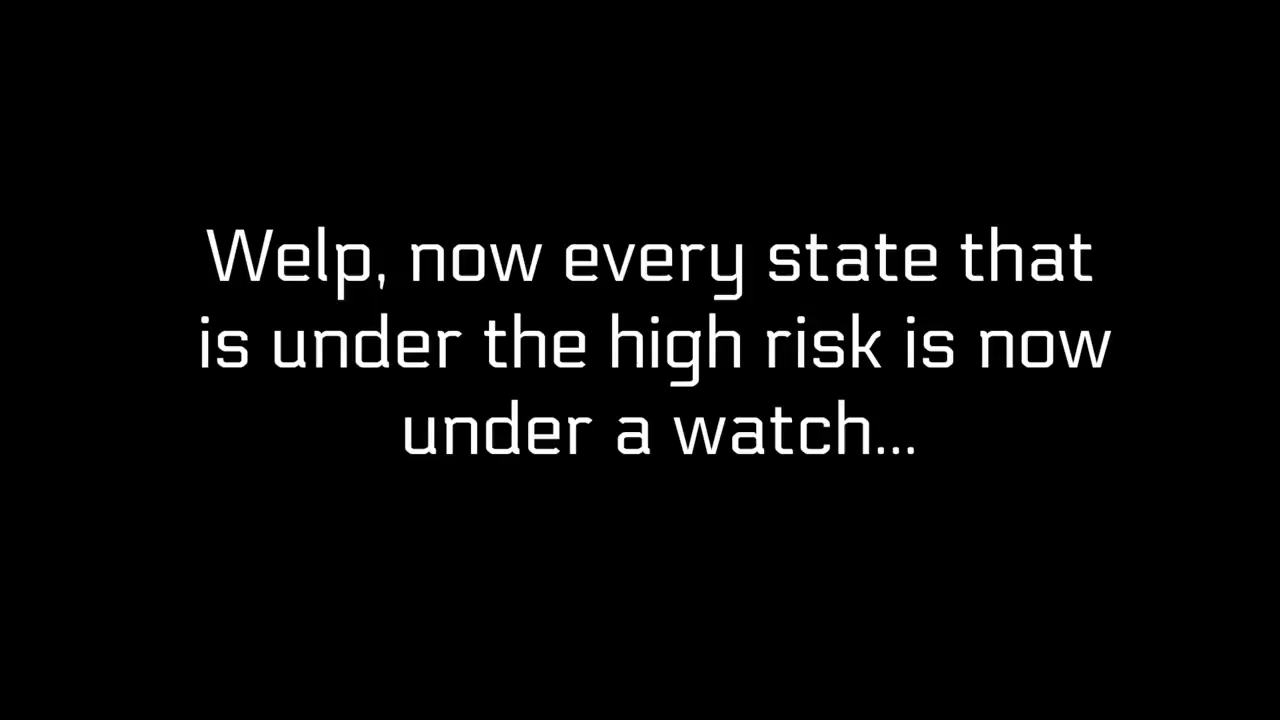 Welp, now every state that
is under the high risk is now
under a watch...